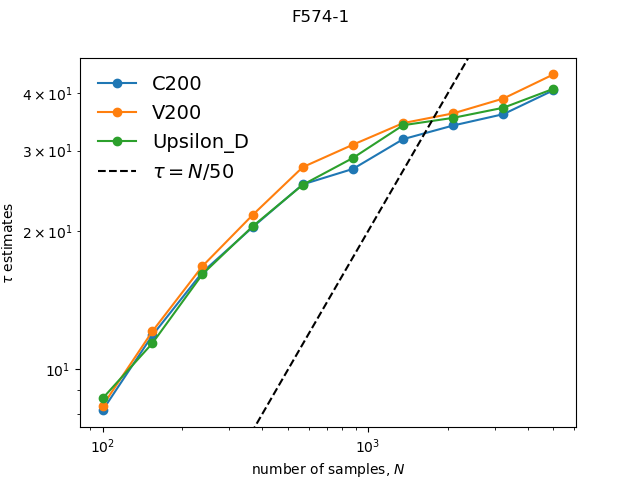 F574-1
C200
V200
Upsilon_D
τ = N/50
4 × 10¹
3 × 10¹
2 × 10¹
10¹
τ estimates
10²
10³
number of samples, N